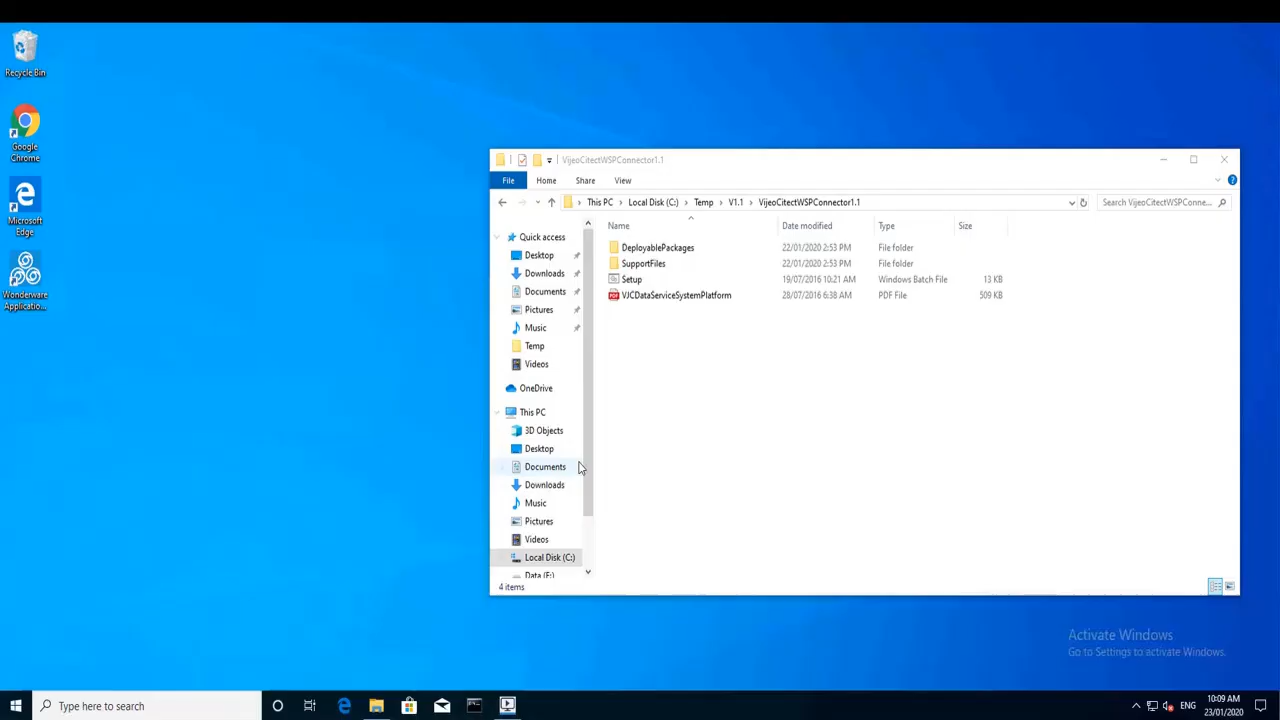 Recycle Bin
Google
Chrome
Microsoft
Edge
Wonderware
Applicatio...
VijeoCitectWSPConnector1.1
File Home Share View
This PC Local Disk (C:) Temp V1.1 VijeoCitectWSPConnector1.1 Search VijeoCitectWSPConne...
Name Date modified Type Size
DeployablePackages 22/01/2020 2:53 PM File folder
SupportFiles 22/01/2020 2:53 PM File folder
Setup 19/07/2016 10:21 AM Windows Batch File 13 KB
VJCDataServiceSystemPlatform 28/07/2016 6:38 AM PDF File 509 KB
Quick access
Desktop
Downloads
Documents
Pictures
Music
Temp
Videos
OneDrive
This PC
3D Objects
Desktop
Documents
Downloads
Music
Pictures
Videos
Local Disk (C:)
4 items
Activate Windows
Go to Settings to activate Windows.
Type here to search
ENG
10:09 AM
23/01/2020